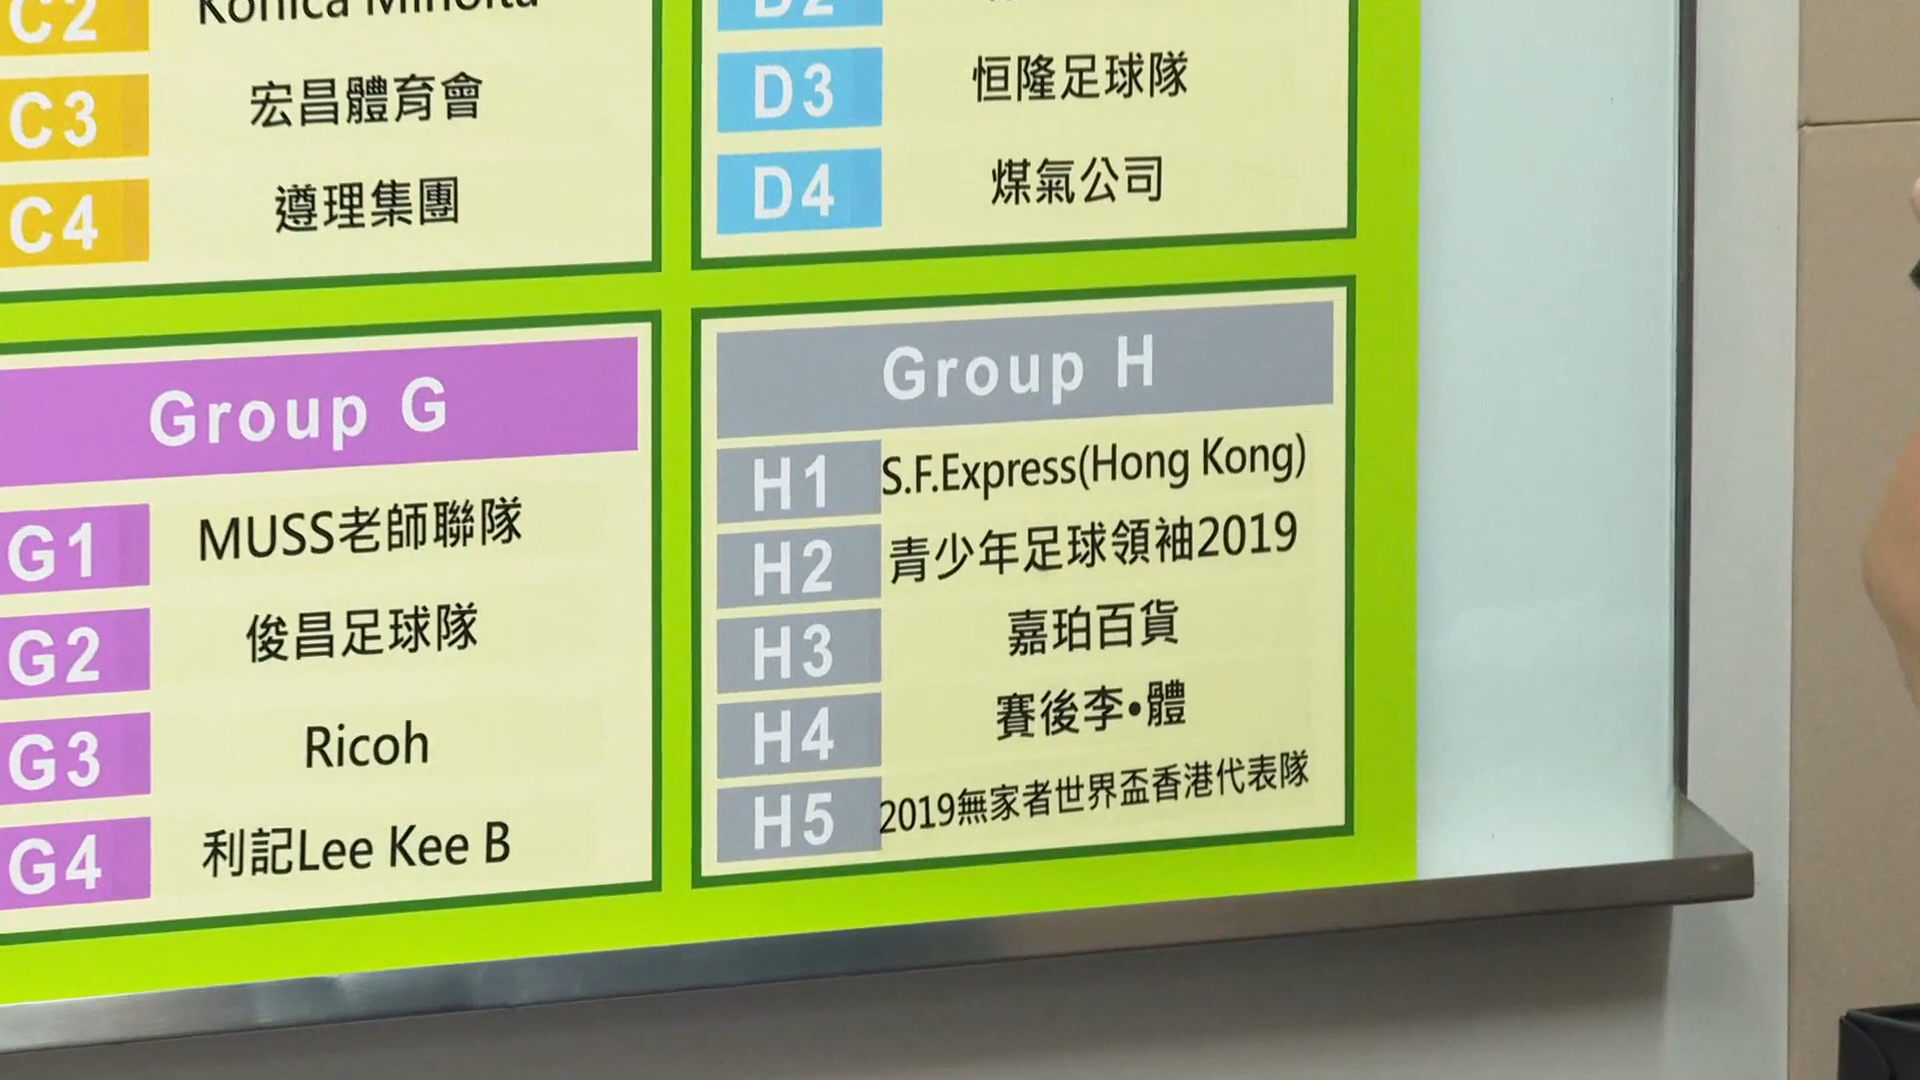 C2 Konica Minolta
C3 宏昌體育會
C4 遵理集團
D2
D3 恒隆足球隊
D4 煤氣公司
Group G
G1 MUSS老師聯隊
G2 俊昌足球隊
G3 Ricoh
G4 利記Lee Kee B
Group H
H1 S.F.Express(Hong Kong)
H2 青少年足球領袖2019
H3 嘉珀百貨
H4 賽後李•體
H5 2019無家者世界盃香港代表隊